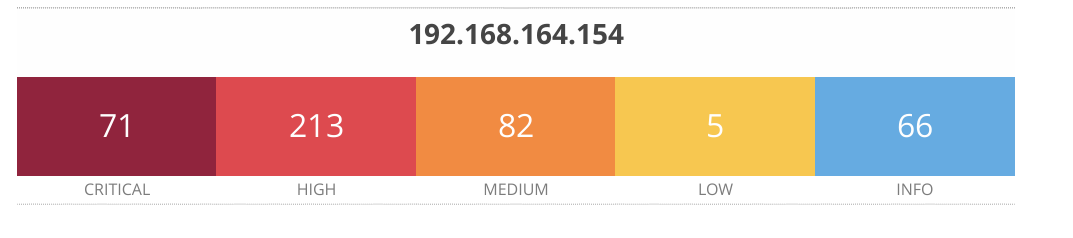 192.168.164.154
71 213 82 5 66
CRITICAL HIGH MEDIUM LOW INFO